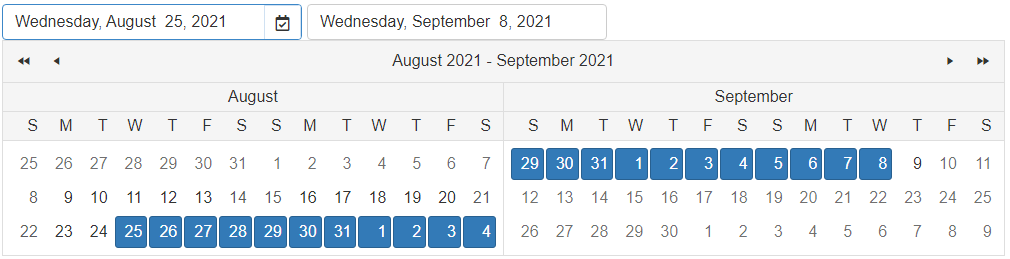 Wednesday, August 25, 2021 Wednesday, September 8, 2021
August 2021 - September 2021
August September
S M T W T F S S M T W T F S S M T W T F S S M T W T F S
25 26 27 28 29 30 31 1 2 3 4 5 6 7 29 30 31 1 2 3 4 5 6 7 8 9 10 11
8 9 10 11 12 13 14 15 16 17 18 19 20 21 12 13 14 15 16 17 18 19 20 21 22 23 24 25
22 23 24 25 26 27 28 29 30 31 1 2 3 4 26 27 28 29 30 1 2 3 4 5 6 7 8 9